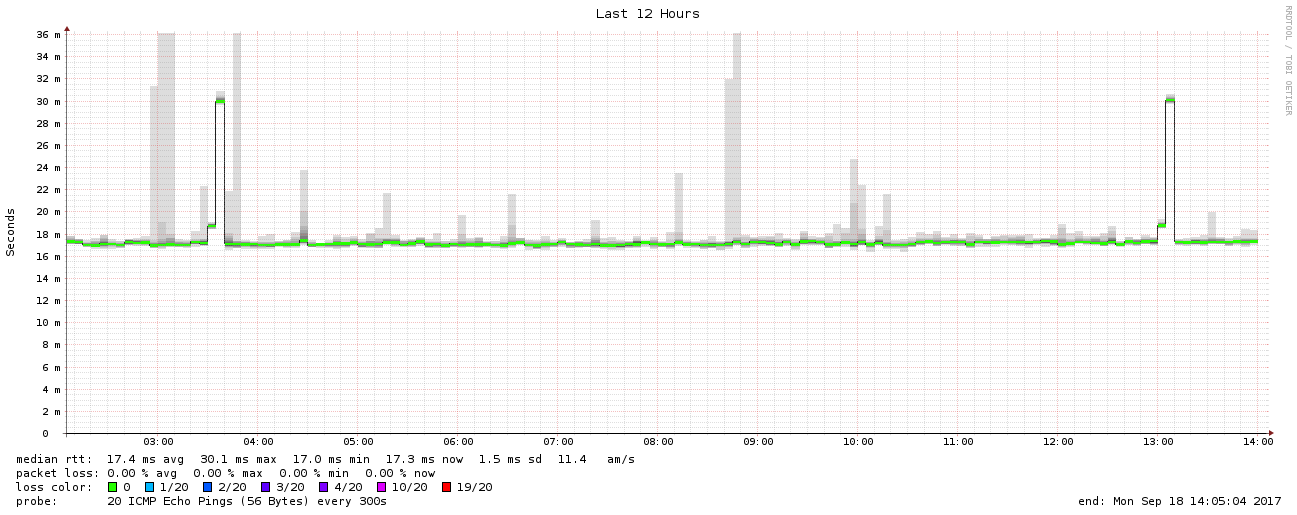 Last 12 Hours
RRDTOOL / TOBI OETIKER
Seconds
36 m
34 m
32 m
30 m
28 m
26 m
24 m
22 m
20 m
18 m
16 m
14 m
12 m
10 m
8 m
6 m
4 m
2 m
0
03:00 04:00 05:00 06:00 07:00 08:00 09:00 10:00 11:00 12:00 13:00 14:00
median rtt: 17.4 ms avg 30.1 ms max 17.0 ms min 17.3 ms now 1.5 ms sd 11.4 am/s
packet loss: 0.00 % avg 0.00 % max 0.00 % min 0.00 % now
loss color: 0 1/20 2/20 3/20 4/20 10/20 19/20
probe: 20 ICMP Echo Pings (56 Bytes) every 300s end: Mon Sep 18 14:05:04 2017